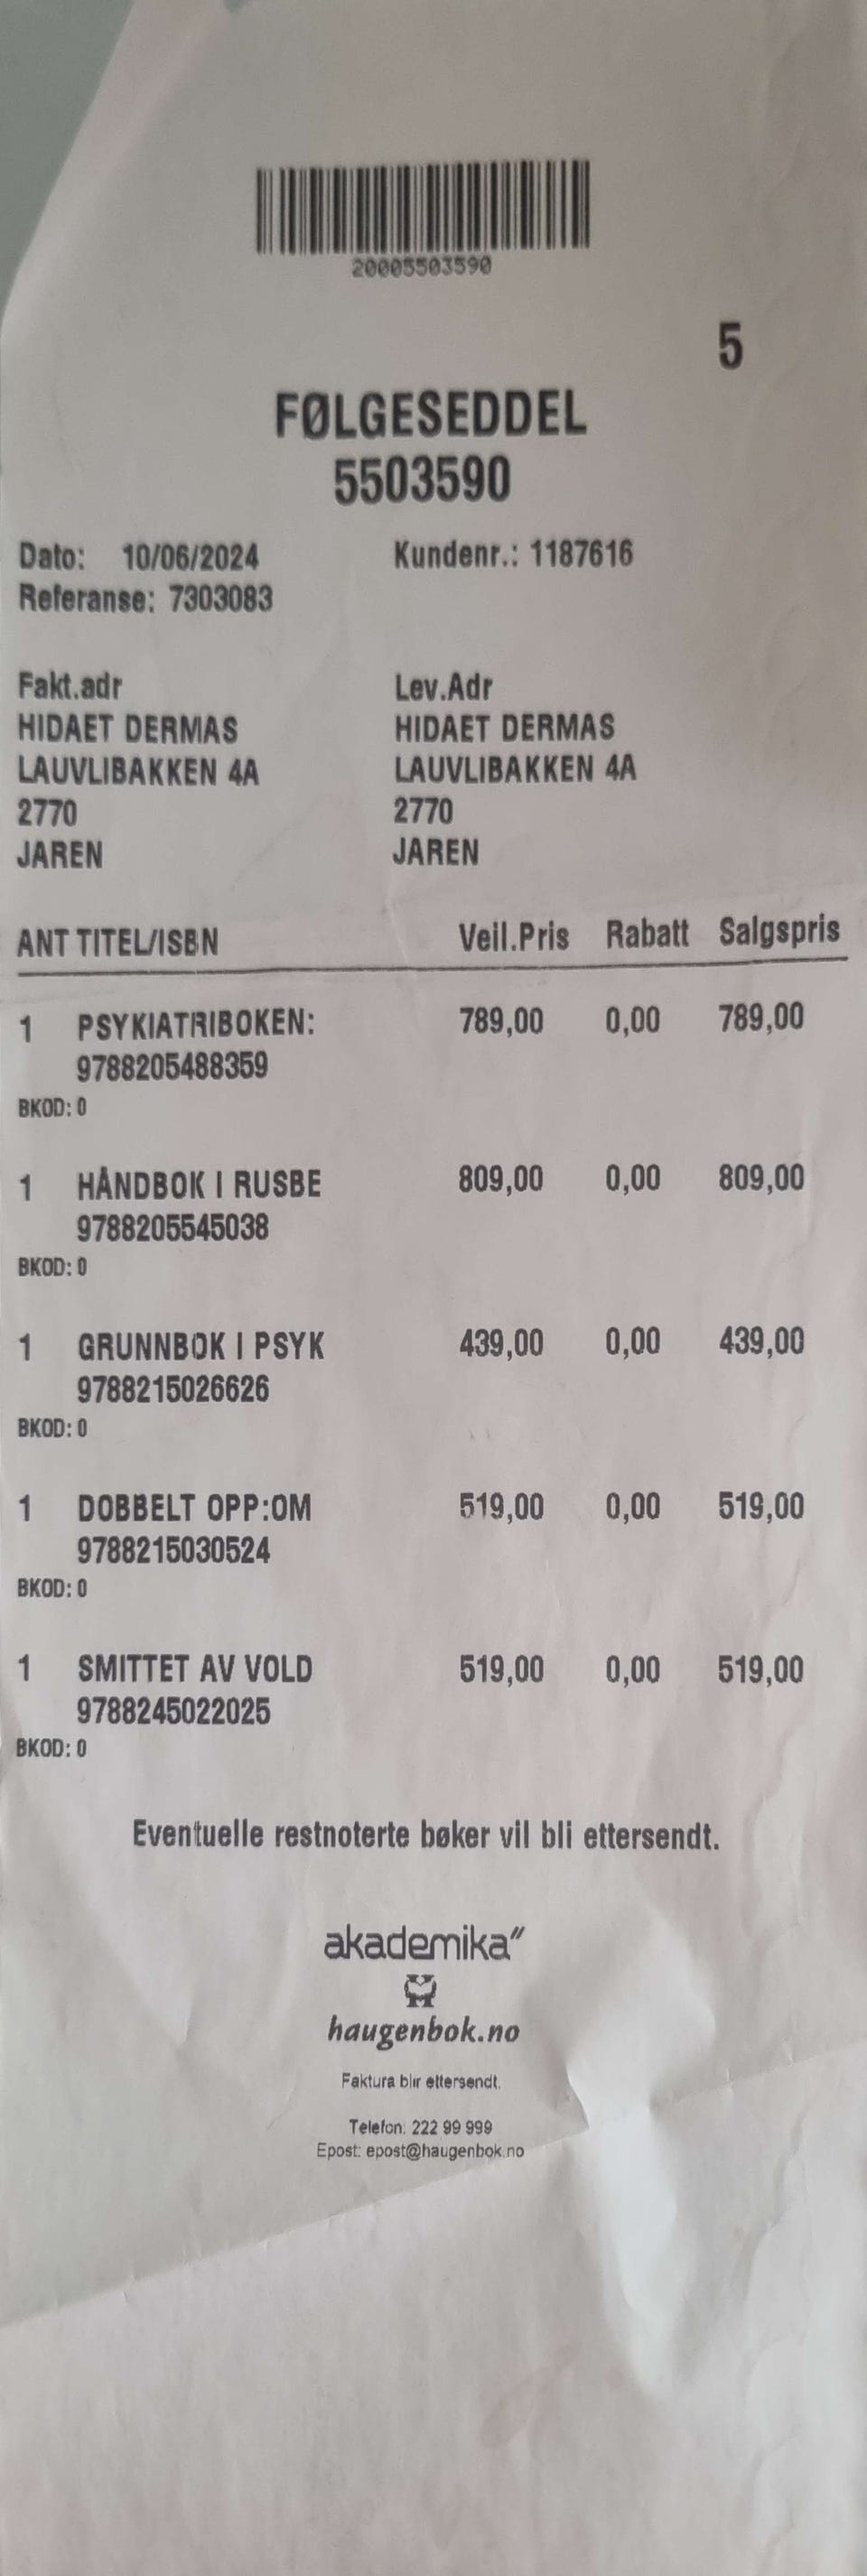 20005503590
5
FØLGESEDDEL
5503590
Dato: 10/06/2024 Kundenr.: 1187616
Referanse: 7303083
Fakt.adr Lev.Adr
HIDAET DERMAS HIDAET DERMAS
LAUVLIBAKKEN 4A LAUVLIBAKKEN 4A
2770 2770
JAREN JAREN
ANT TITEL/ISBN Veil.Pris Rabatt Salgspris
1 PSYKIATRIBOKEN: 789,00 0,00 789,00
9788205488359
BKOD: 0
1 HÅNDBOK I RUSBE 809,00 0,00 809,00
9788205545038
BKOD: 0
1 GRUNNBOK I PSYK 439,00 0,00 439,00
9788215026626
BKOD: 0
1 DOBBELT OPP:OM 519,00 0,00 519,00
9788215030524
BKOD: 0
1 SMITTET AV VOLD 519,00 0,00 519,00
9788245022025
BKOD: 0
Eventuelle restnoterte bøker vil bli ettersendt.
akademika"
haugenbok.no
Faktura blir ettersendt.
Telefon: 222 99 999
Epost: epost@haugenbok.no